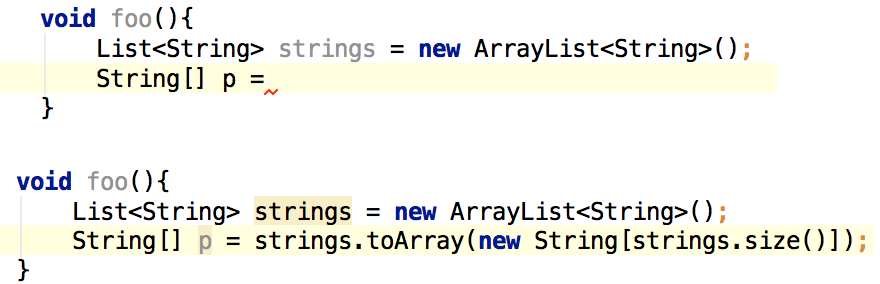 void foo(){
List<String> strings = new ArrayList<String>();
String[] p =
}
void foo(){
List<String> strings = new ArrayList<String>();
String[] p = strings.toArray(new String[strings.size()]);
}